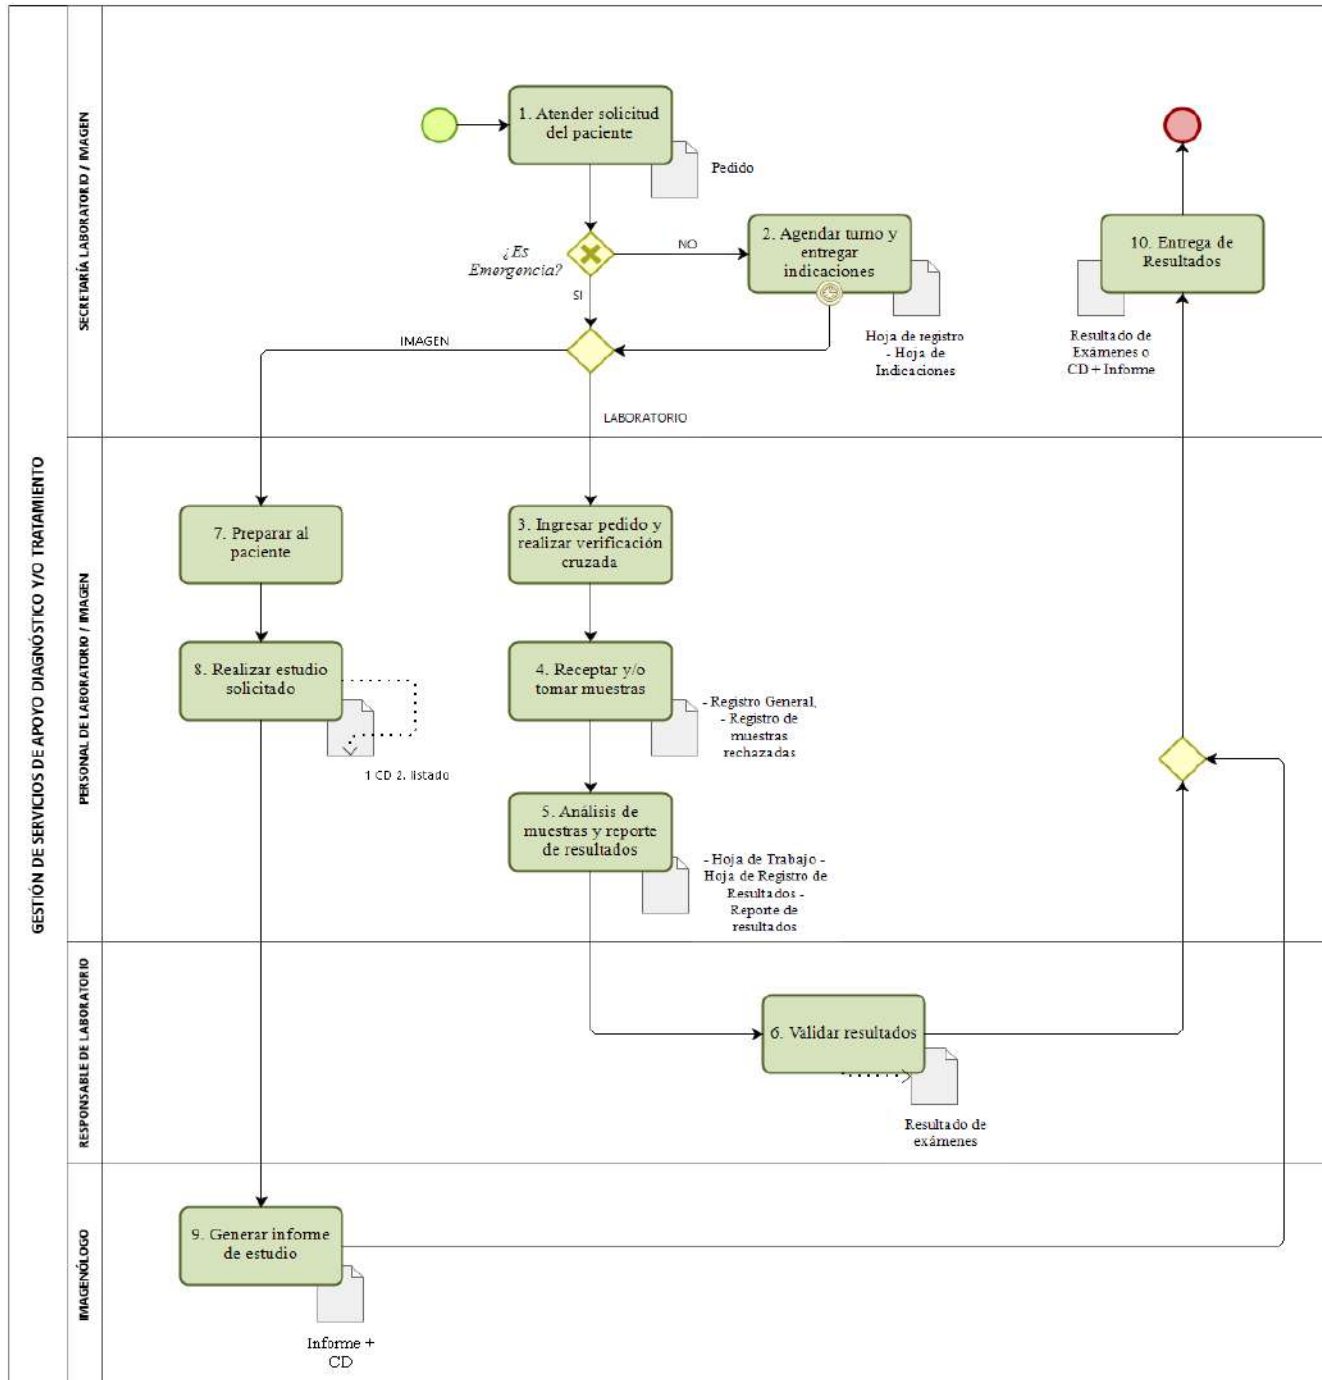 GESTIÓN DE SERVICIOS DE APOYO DIAGNÓSTICO Y/O TRATAMIENTO
SECRETARÍA LABORATORIO / IMAGEN
1. Atender solicitud
del paciente
Pedido
¿Es
Emergencia?
NO
SI
2. Agendar turno y
entregar
indicaciones
Hoja de registro
- Hoja de
Indicaciones
10. Entrega de
Resultados
Resultado de
Exámenes o
CD + Informe
IMAGEN
LABORATORIO
PERSONAL DE LABORATORIO / IMAGEN
7. Preparar al
paciente
3. Ingresar pedido y
realizar verificación
cruzada
8. Realizar estudio
solicitado
1 CD 2. listado
4. Receptar y/o
tomar muestras
- Registro General,
- Registro de
muestras
rechazadas
5. Análisis de
muestras y reporte
de resultados
- Hoja de Trabajo -
Hoja de Registro de
Resultados -
Reporte de
resultados
RESPONSABLE DE LABORATORIO
6. Validar resultados
Resultado de
exámenes
IMAGENÓLOGO
9. Generar informe
de estudio
Informe +
CD